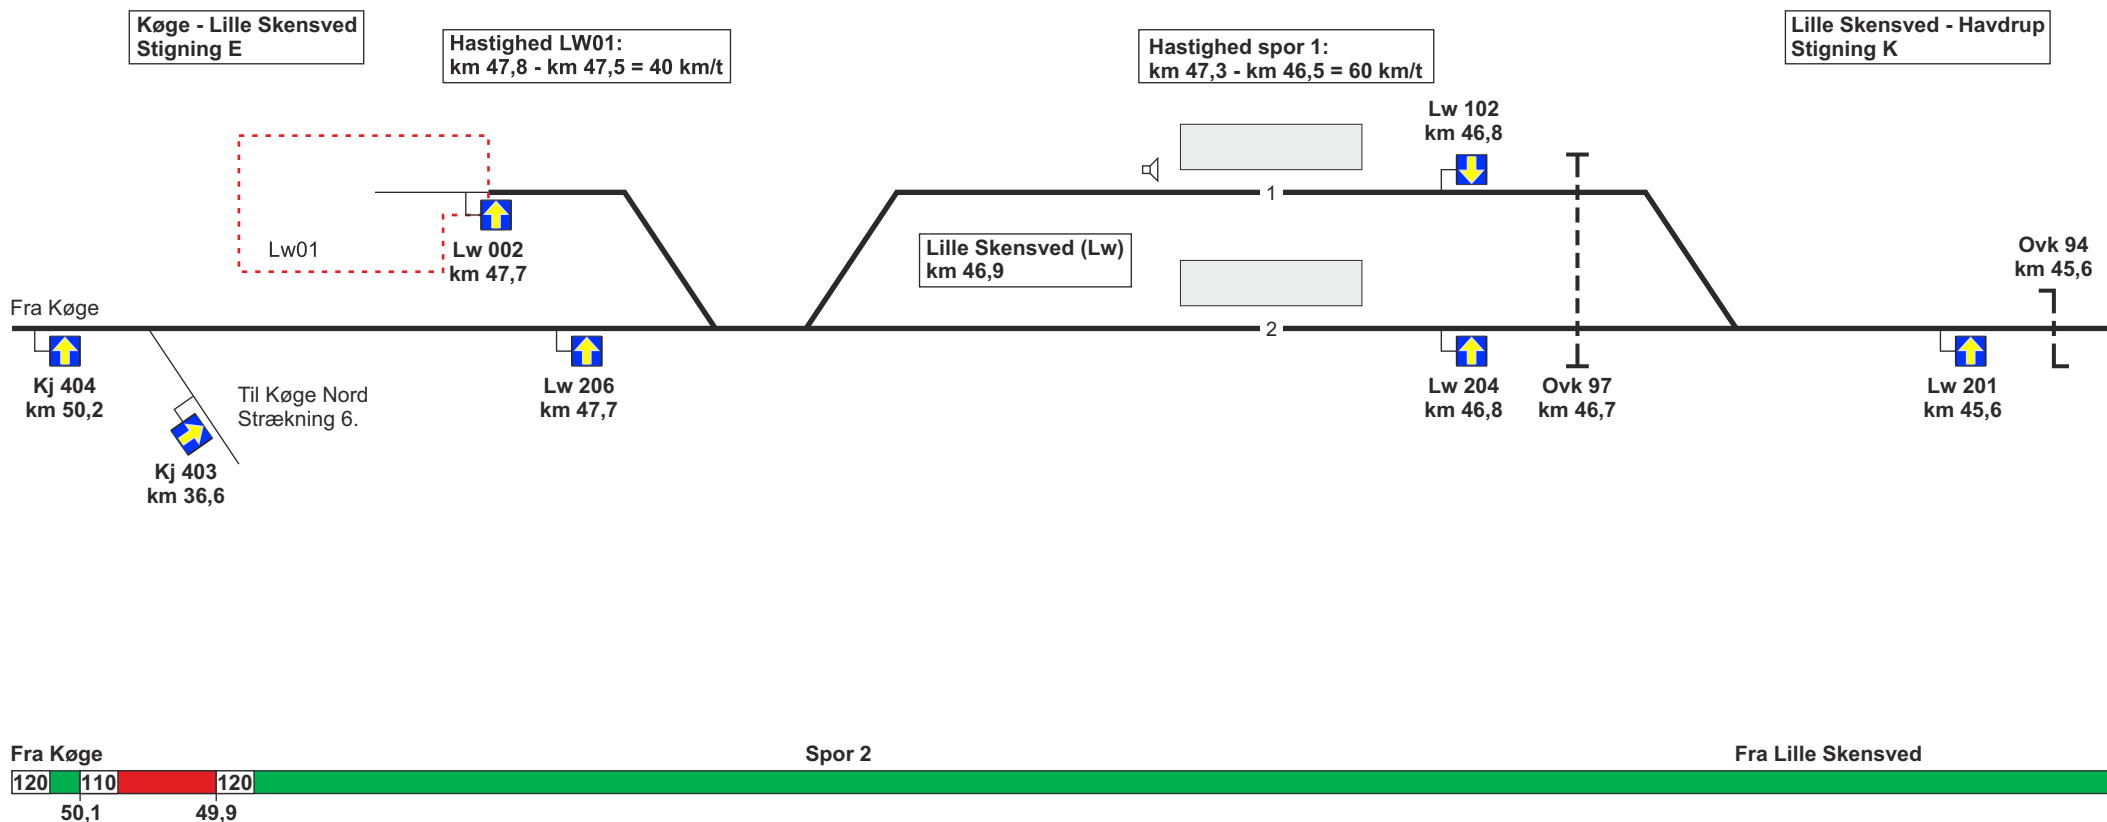 Køge - Lille Skensved
Stigning E
Hastighed LW01:
km 47,8 - km 47,5 = 40 km/t
Hastighed spor 1:
km 47,3 - km 46,5 = 60 km/t
Lille Skensved - Havdrup
Stigning K
Lw 102
km 46,8
1
Lw01
Lw 002
km 47,7
Lille Skensved (Lw)
km 46,9
Ovk 94
km 45,6
Fra Køge
2
Kj 404
km 50,2
Til Køge Nord
Strækning 6.
Kj 403
km 36,6
Lw 206
km 47,7
Lw 204
km 46,8
Ovk 97
km 46,7
Lw 201
km 45,6
Fra Køge
Spor 2
Fra Lille Skensved
120 110 120
50,1 49,9